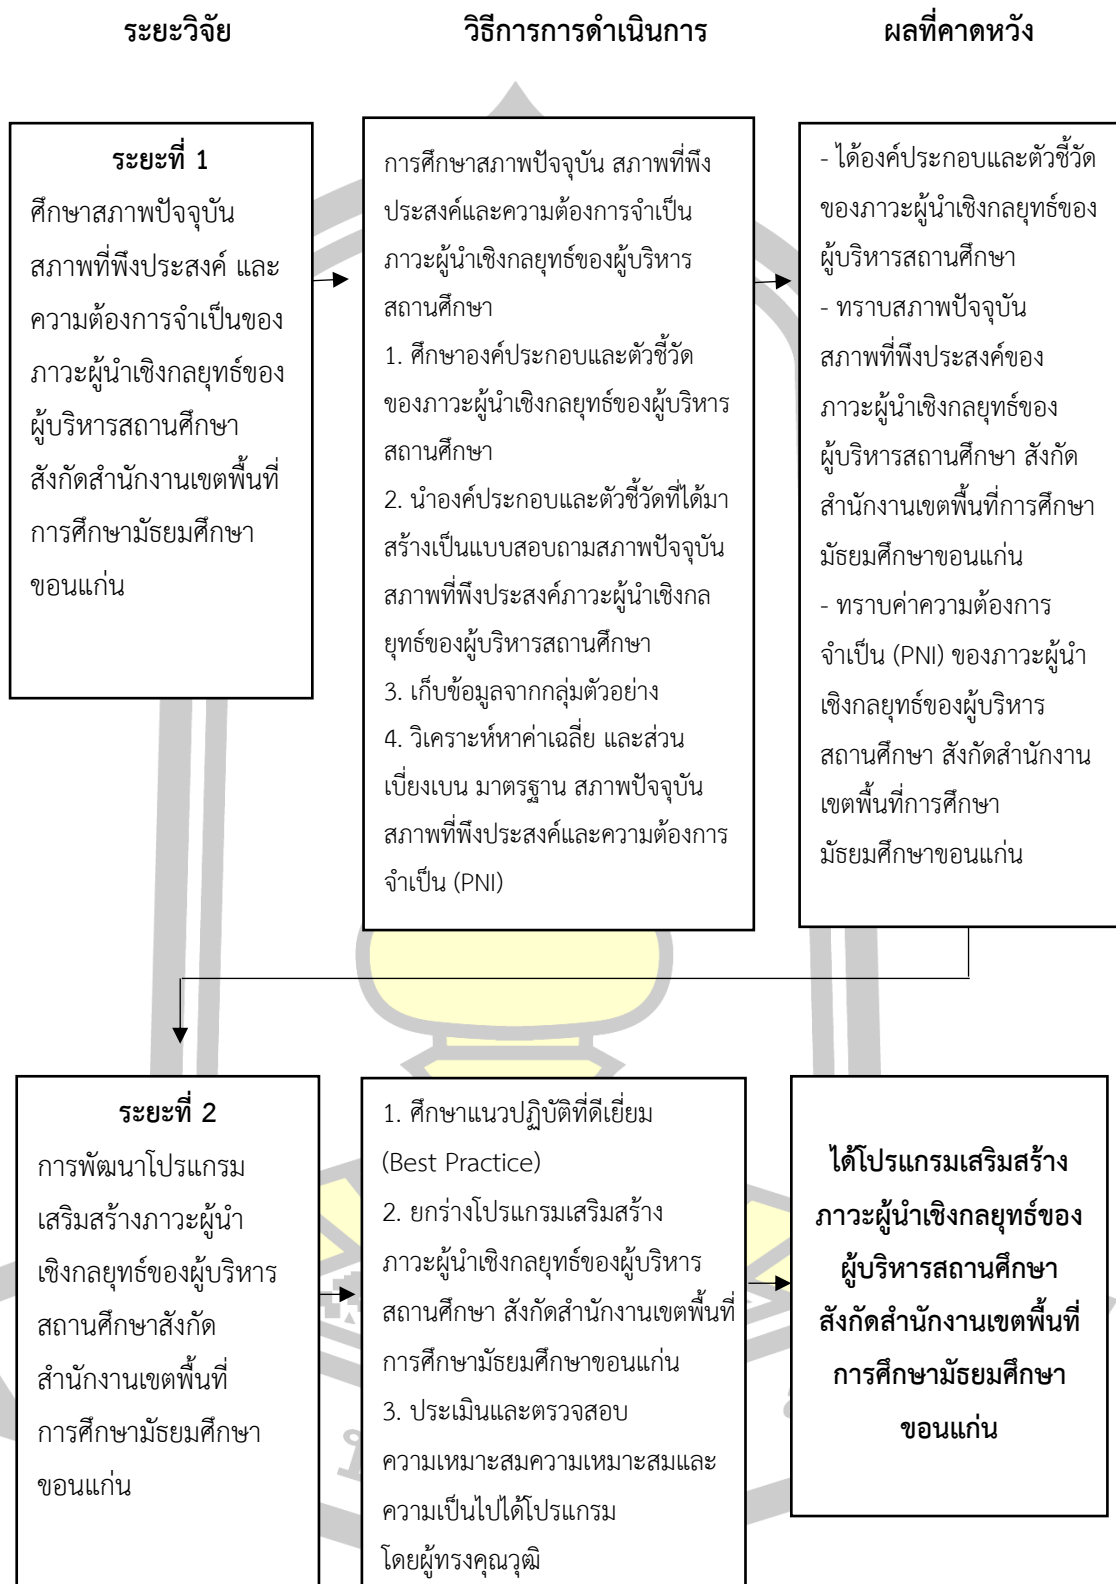 ระยะวิจัย
วิธีการการดำเนินการ
ผลที่คาดหวัง
ระยะที่ 1
ศึกษาสภาพปัจจุบัน
สภาพที่พึงประสงค์ และ
ความต้องการจำเป็นของ
ภาวะผู้นำเชิงกลยุทธ์ของ
ผู้บริหารสถานศึกษา
สังกัดสำนักงานเขตพื้นที่
การศึกษามัธยมศึกษา
ขอนแก่น
การศึกษาสภาพปัจจุบัน สภาพที่พึง
ประสงค์และความต้องการจำเป็น
ภาวะผู้นำเชิงกลยุทธ์ของผู้บริหาร
สถานศึกษา
1. ศึกษาองค์ประกอบและตัวชี้วัด
ของภาวะผู้นำเชิงกลยุทธ์ของผู้บริหาร
สถานศึกษา
2. นำองค์ประกอบและตัวชี้วัดที่ได้มา
สร้างเป็นแบบสอบถามสภาพปัจจุบัน
สภาพที่พึงประสงค์ภาวะผู้นำเชิงกล
ยุทธ์ของผู้บริหารสถานศึกษา
3. เก็บข้อมูลจากกลุ่มตัวอย่าง
4. วิเคราะห์หาค่าเฉลี่ย และส่วน
เบี่ยงเบน มาตรฐาน สภาพปัจจุบัน
สภาพที่พึงประสงค์และความต้องการ
จำเป็น (PNI)
- ได้องค์ประกอบและตัวชี้วัด
ของภาวะผู้นำเชิงกลยุทธ์ของ
ผู้บริหารสถานศึกษา
- ทราบสภาพปัจจุบัน
สภาพที่พึงประสงค์ของ
ภาวะผู้นำเชิงกลยุทธ์ของ
ผู้บริหารสถานศึกษา สังกัด
สำนักงานเขตพื้นที่การศึกษา
มัธยมศึกษาขอนแก่น
- ทราบค่าความต้องการ
จำเป็น (PNI) ของภาวะผู้นำ
เชิงกลยุทธ์ของผู้บริหาร
สถานศึกษา สังกัดสำนักงาน
เขตพื้นที่การศึกษา
มัธยมศึกษาขอนแก่น
ระยะที่ 2
การพัฒนาโปรแกรม
เสริมสร้างภาวะผู้นำ
เชิงกลยุทธ์ของผู้บริหาร
สถานศึกษาสังกัด
สำนักงานเขตพื้นที่
การศึกษามัธยมศึกษา
ขอนแก่น
1. ศึกษาแนวปฏิบัติที่ดีเยี่ยม
(Best Practice)
2. ยกร่างโปรแกรมเสริมสร้าง
ภาวะผู้นำเชิงกลยุทธ์ของผู้บริหาร
สถานศึกษา สังกัดสำนักงานเขตพื้นที่
การศึกษามัธยมศึกษาขอนแก่น
3. ประเมินและตรวจสอบ
ความเหมาะสมความเหมาะสมและ
ความเป็นไปได้โปรแกรม
โดยผู้ทรงคุณวุฒิ
ได้โปรแกรมเสริมสร้าง
ภาวะผู้นำเชิงกลยุทธ์ของ
ผู้บริหารสถานศึกษา
สังกัดสำนักงานเขตพื้นที่
การศึกษามัธยมศึกษา
ขอนแก่น